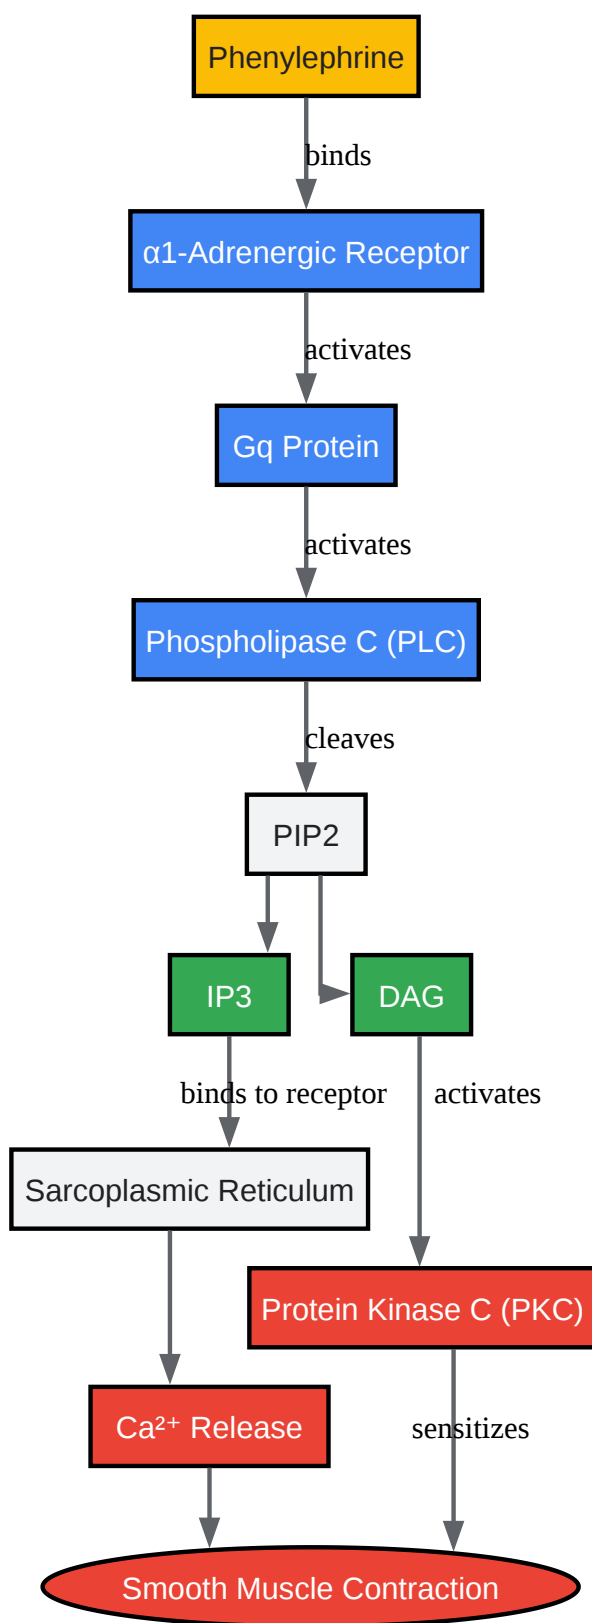 Phenylephrine
binds
α1-Adrenergic Receptor
activates
Gq Protein
activates
Phospholipase C (PLC)
cleaves
PIP2
IP3
DAG
binds to receptor
activates
Sarcoplasmic Reticulum
Protein Kinase C (PKC)
Ca²⁺ Release
sensitizes
Smooth Muscle Contraction